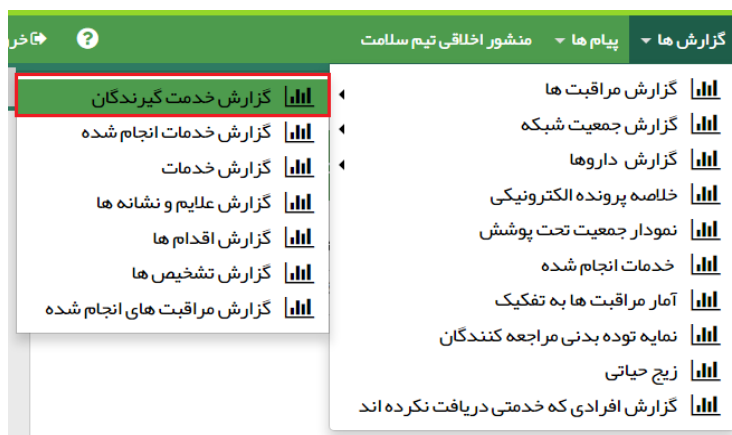 گزارش ها پیام ها منشور اخلاقی تیم سلامت ? خر
گزارش مراقبت ها
گزارش جمعیت شبکه
گزارش داروها
خلاصه پرونده الکترونیکی
نمودار جمعیت تحت پوشش
خدمات انجام شده
آمار مراقبت ها به تفکیک
نمایه توده بدنی مراجعه کنندگان
زیج حیاتی
گزارش افرادی که خدمتی دریافت نکرده اند
گزارش خدمت گیرندگان
گزارش خدمات انجام شده
گزارش خدمات
گزارش علایم و نشانه ها
گزارش اقدام ها
گزارش تشخیص ها
گزارش مراقبت های انجام شده